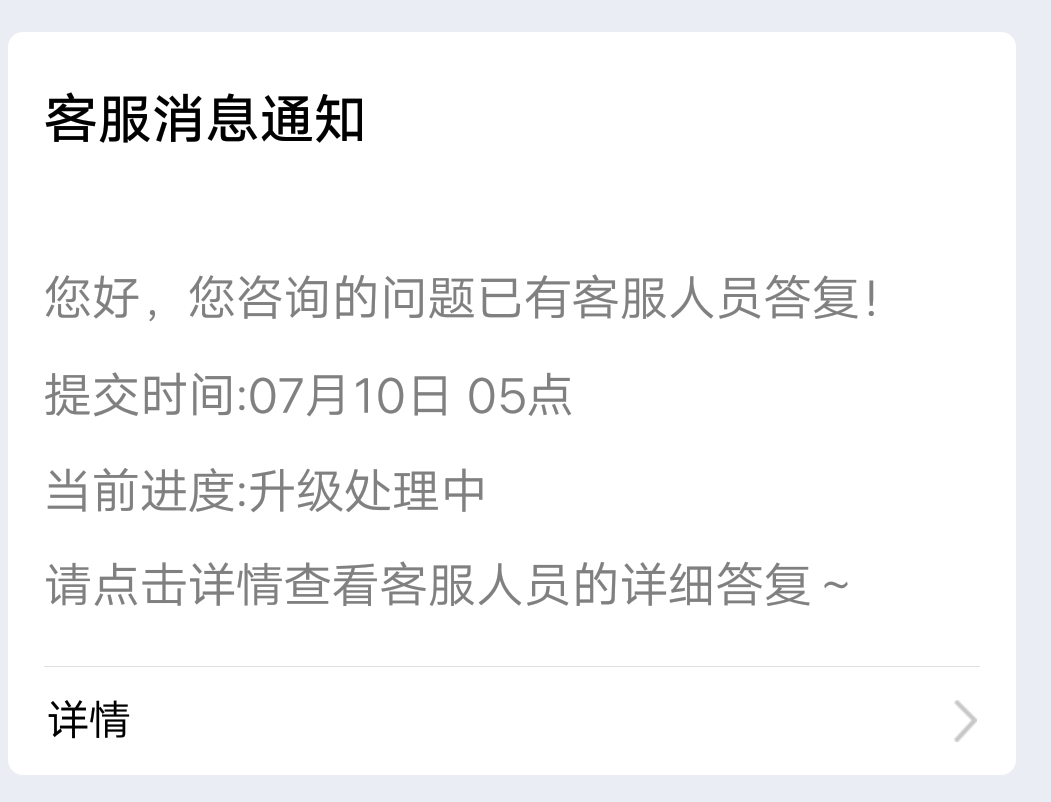 客服消息通知
您好，您咨询的问题已有客服人员答复！
提交时间:07月10日 05点
当前进度:升级处理中
请点击详情查看客服人员的详细答复～
详情